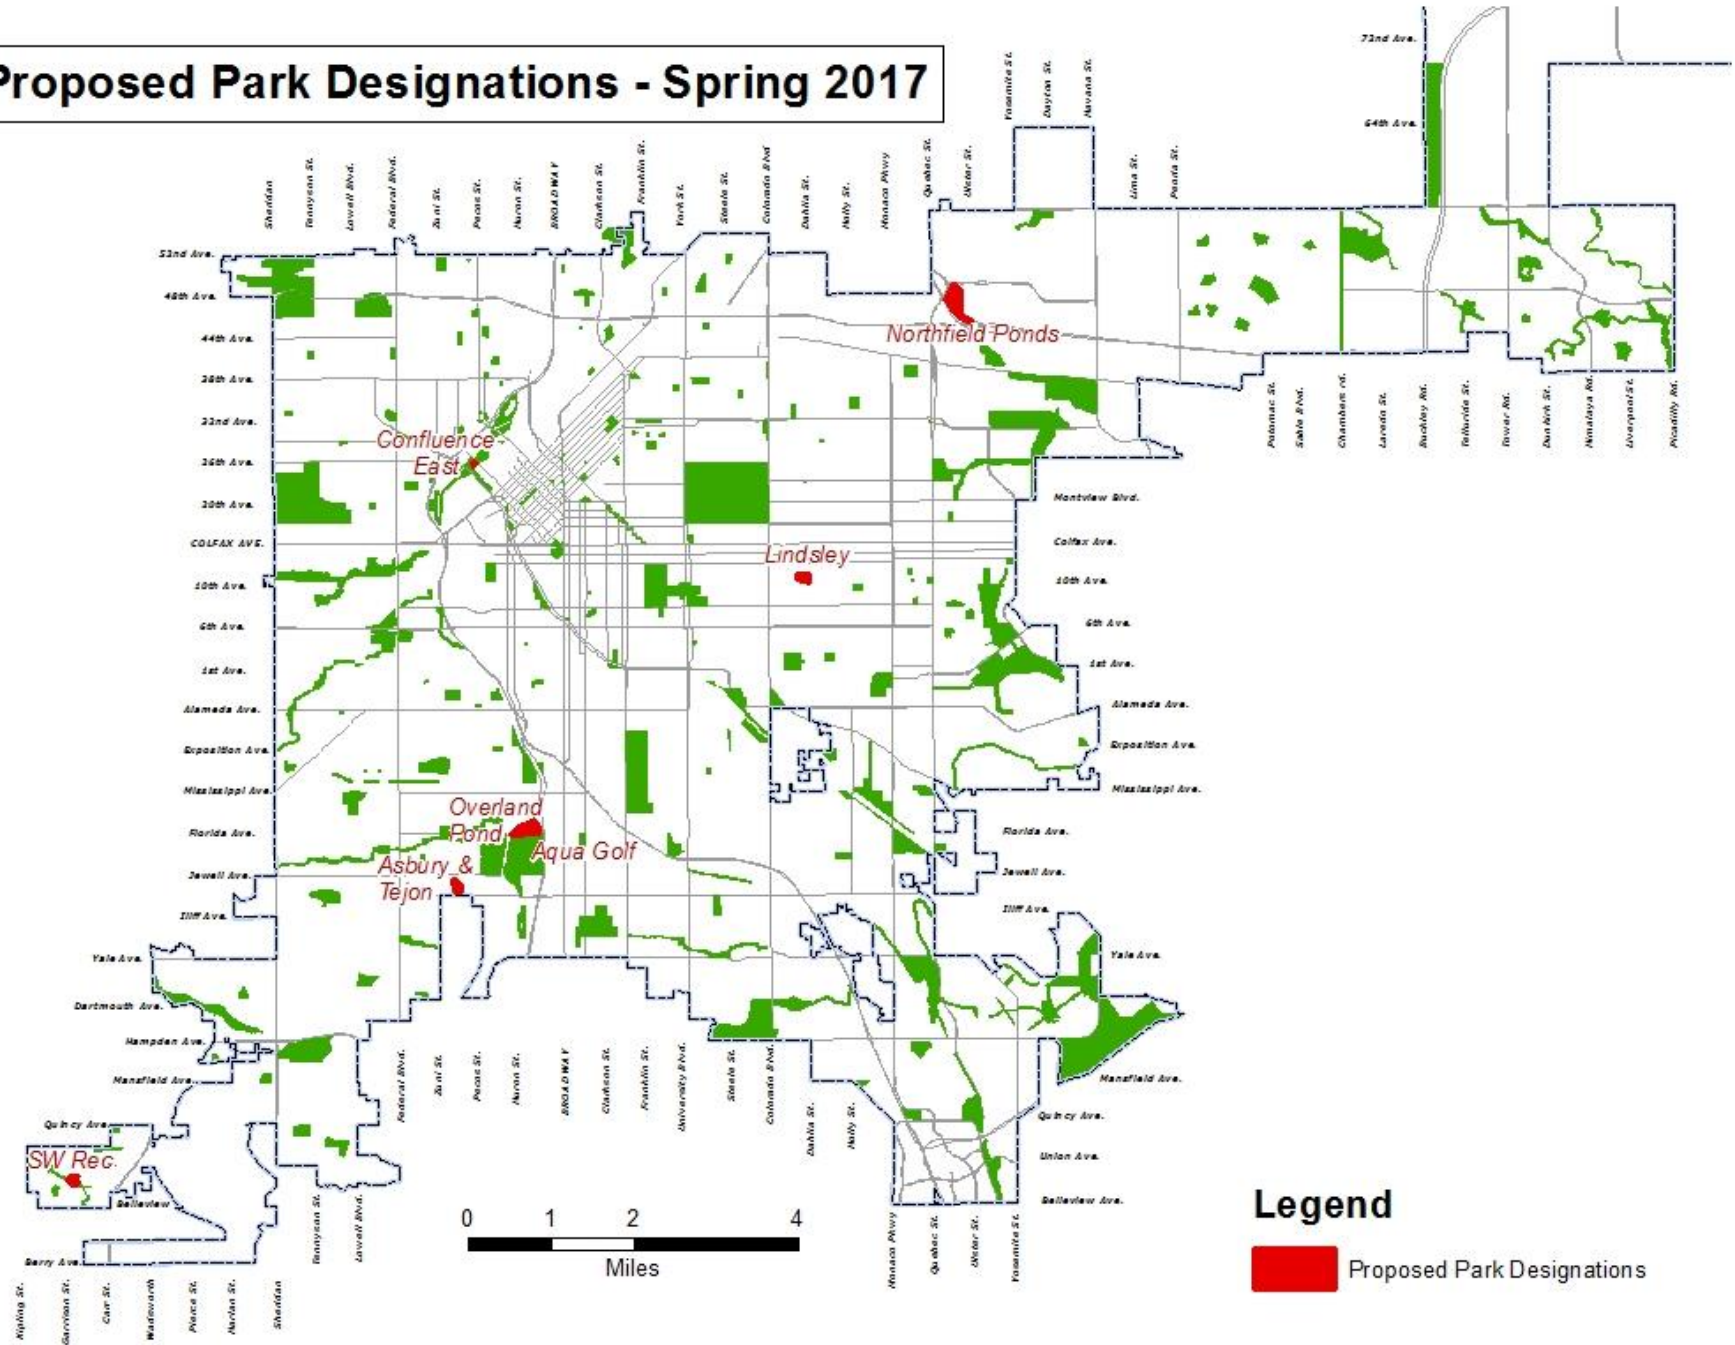 Proposed Park Designations - Spring 2017
72nd Ave.
64th Ave.
Yosemite St.
Dayton St.
Havana St.
Sheridan
Tennyson St.
Lowell Blvd.
Federal Blvd.
Zuni St.
Pecos St.
Huron St.
BROADWAY
Clarkson St.
Franklin St.
York St.
Steele St.
Colorado Blvd
Dahlia St.
Holly St.
Monaco Pkwy
Quebec St.
Ulster St.
Lima St.
Peoria St.
52nd Ave.
48th Ave.
44th Ave.
38th Ave.
32nd Ave.
26th Ave.
20th Ave.
COLFAX AVE.
10th Ave.
6th Ave.
1st Ave.
Alameda Ave.
Exposition Ave.
Mississippi Ave.
Florida Ave.
Jewell Ave.
Iliff Ave.
Yale Ave.
Dartmouth Ave.
Hampden Ave.
Mansfield Ave.
Quincy Ave.
Belleview
Berry Ave.
Northfield Ponds
Confluence
East
Lindsley
Overland
Pond
Aqua Golf
Asbury & 
Tejon
SW Rec.
Potomac St.
Sable Blvd.
Chambers rd.
Laredo St.
Buckley Rd.
Telluride St.
Tower Rd.
Dunkirk St.
Himalaya Rd.
Liverpool St.
Picadilly Rd.
Montview Blvd.
Colfax Ave.
10th Ave.
6th Ave.
1st Ave.
Alameda Ave.
Exposition Ave.
Mississippi Ave.
Florida Ave.
Jewell Ave.
Iliff Ave.
Yale Ave.
Mansfield Ave.
Quincy Ave.
Union Ave.
Belleview Ave.
Federal Blvd.
Zuni St.
Pecos St.
Huron St.
BROADWAY
Clarkson St.
Franklin St.
University Blvd.
Steele St.
Colorado Blvd.
Dahlia St.
Holly St.
Monaco Pkwy
Quebec St.
Ulster St.
Yosemite St.
Kipling St.
Garrison St.
Carr St.
Wadsworth
Pierce St.
Harlan St.
Sheridan
Tennyson St.
Lowell Blvd.
0 1 2 4
Miles
Legend
Proposed Park Designations